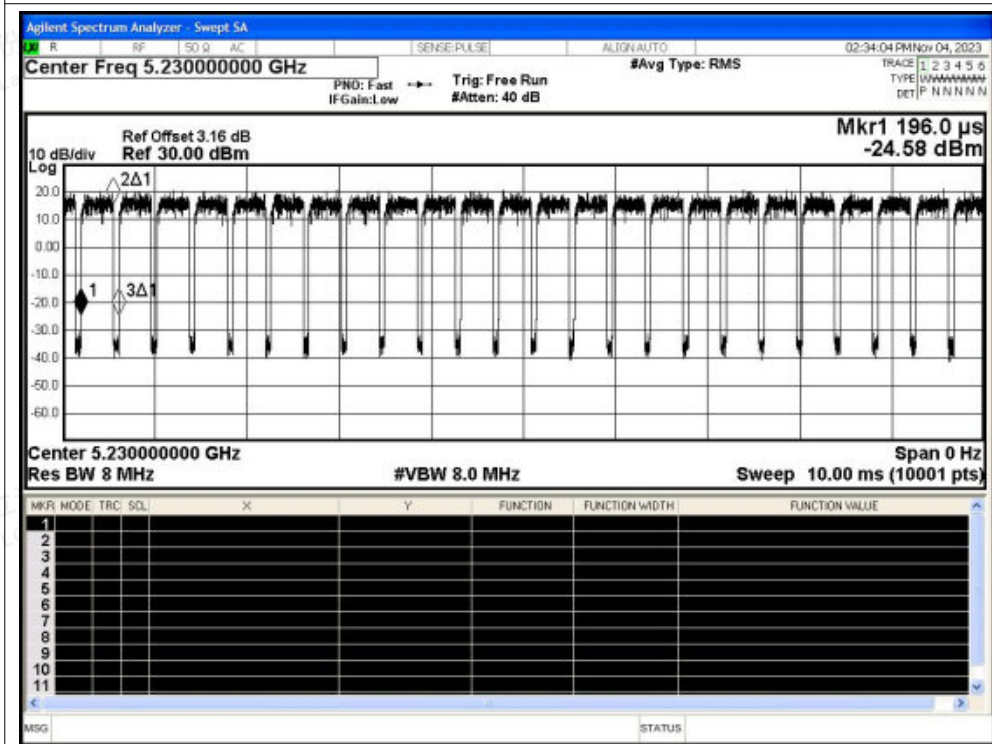 Agilent Spectrum Analyzer - Swept SA
R RF 50 Ω AC SENSE:PULSE ALIGN AUTO 02:34:04 PM Nov 04, 2023
Center Freq 5.230000000 GHz #Avg Type: RMS TRACE 1 2 3 4 5 6
PNO: Fast Trig: Free Run TYPE
IFGain:Low #Atten: 40 dB DET P N N N N N
Mkr1 196.0 µs
-24.58 dBm
Ref Offset 3.16 dB
10 dB/div Ref 30.00 dBm
Log
2Δ1
20.0
10.0
0.00
-10.0
1 3Δ1
-20.0
-30.0
-40.0
-50.0
-60.0
Center 5.230000000 GHz Span 0 Hz
Res BW 8 MHz #VBW 8.0 MHz Sweep 10.00 ms (10001 pts)
MKR MODE TRC SCL X Y FUNCTION FUNCTION WIDTH FUNCTION VALUE
1
2
3
4
5
6
7
8
9
10
11
MSG STATUS